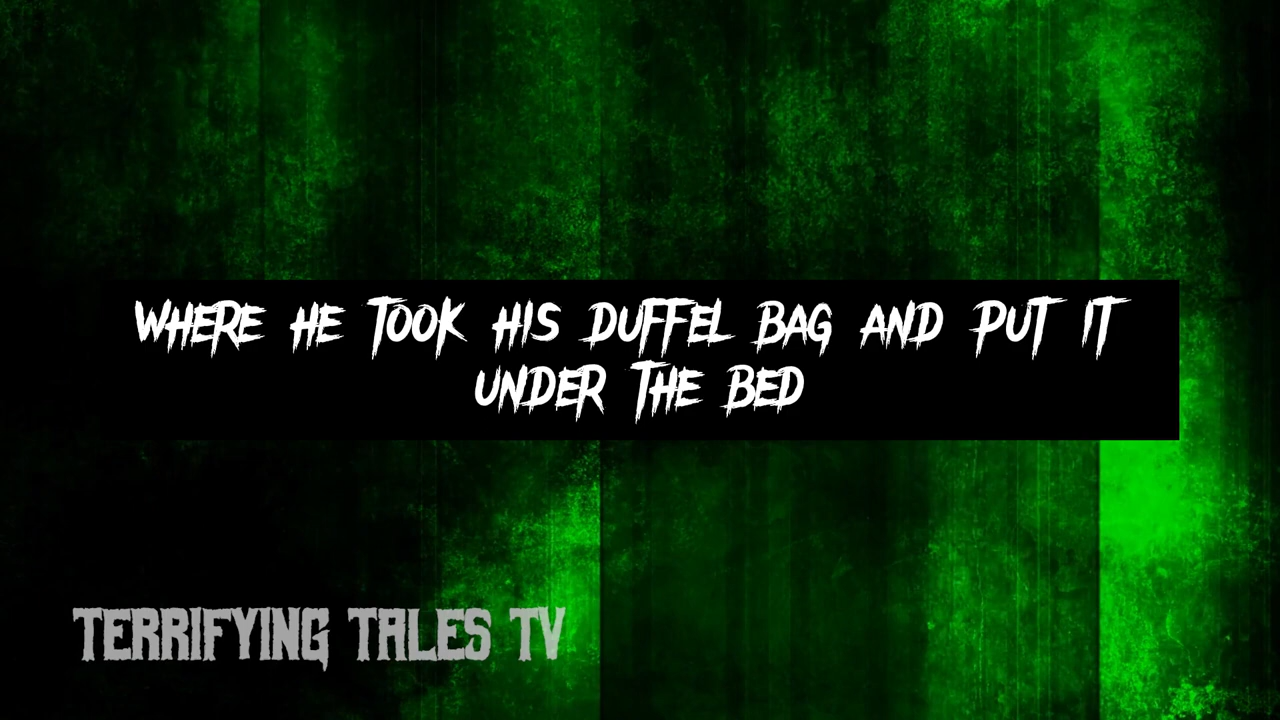 WHERE HE TOOK HIS DUFFEL BAG AND PUT IT
UNDER THE BED
TERRIFYING TALES TV